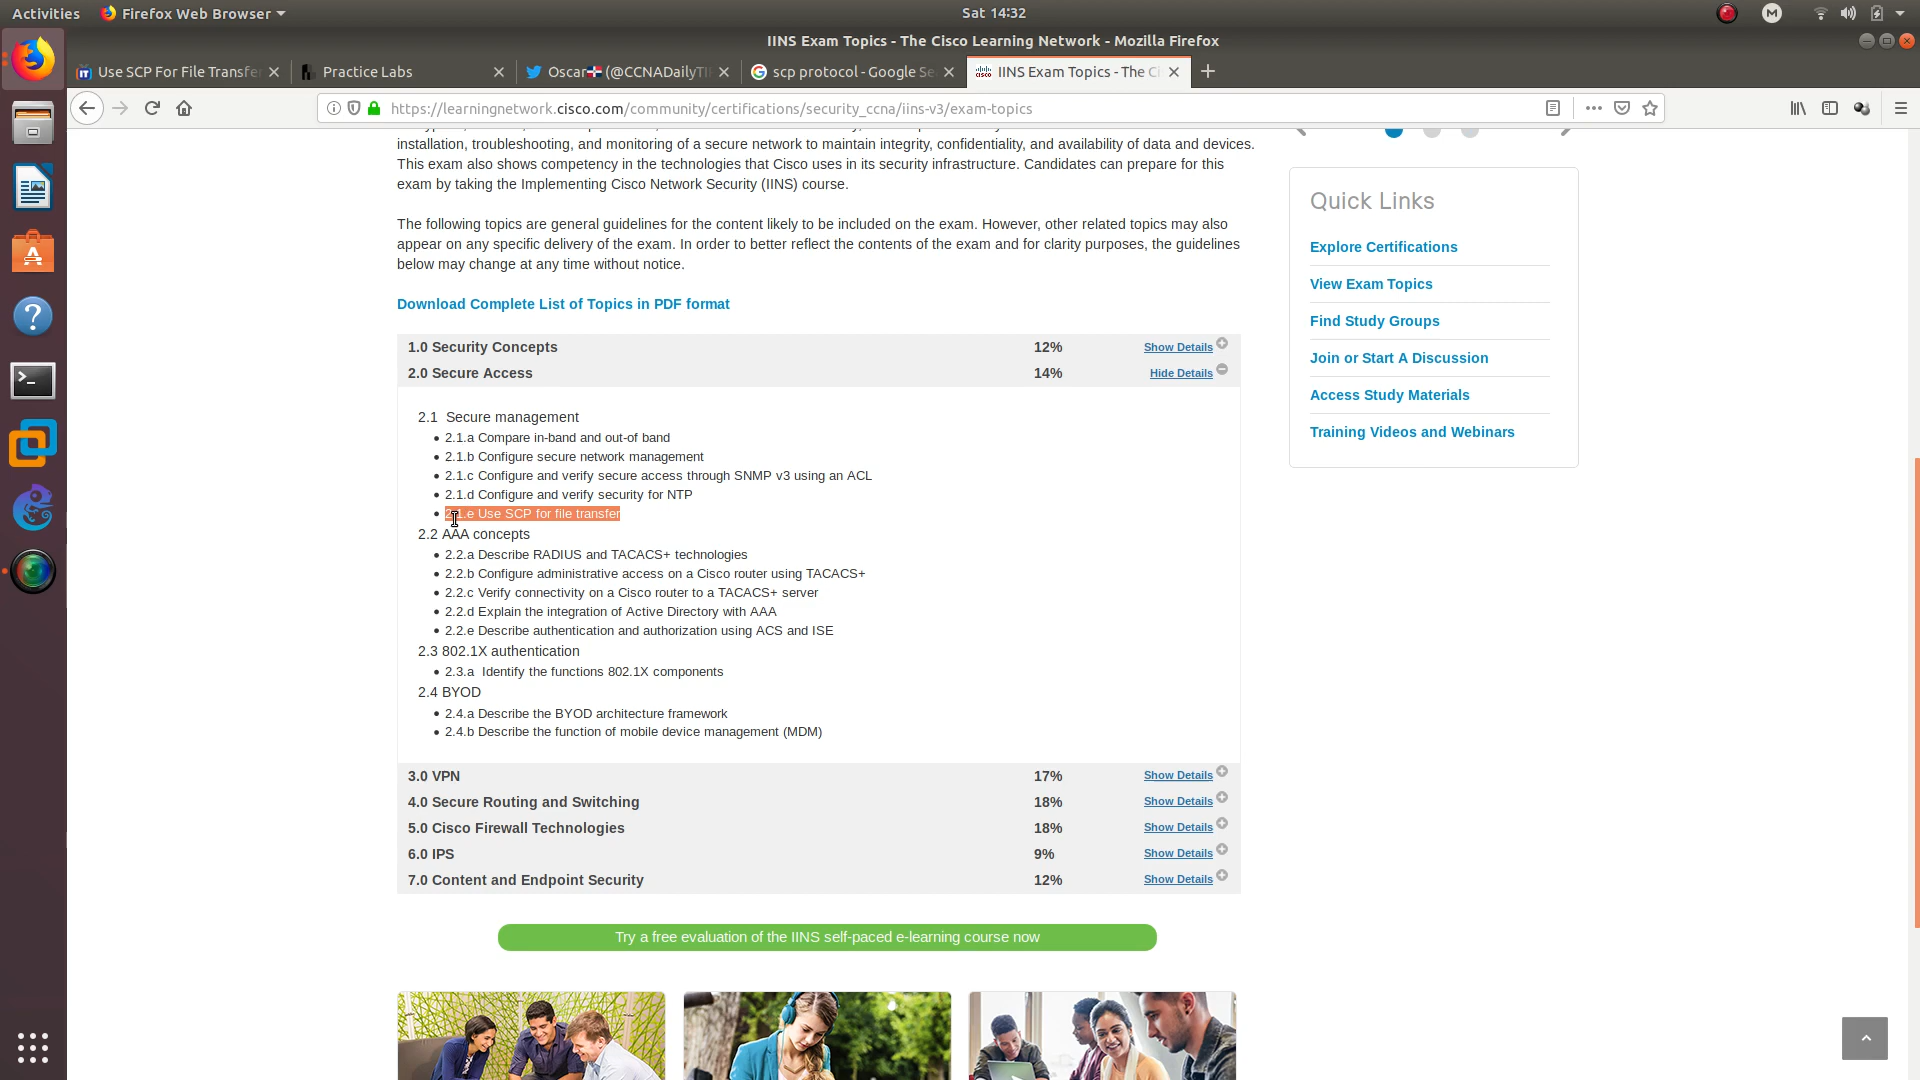 Activities
Firefox Web Browser
Sat 14:32
IINS Exam Topics - The Cisco Learning Network - Mozilla Firefox
Use SCP For File Transfer
Practice Labs
Oscar (@CCNADailyTI
scp protocol - Google Se
IINS Exam Topics - The Ci
https://learningnetwork.cisco.com/community/certifications/security_ccna/iins-v3/exam-topics
installation, troubleshooting, and monitoring of a secure network to maintain integrity, confidentiality, and availability of data and devices.
This exam also shows competency in the technologies that Cisco uses in its security infrastructure. Candidates can prepare for this
exam by taking the Implementing Cisco Network Security (IINS) course.
The following topics are general guidelines for the content likely to be included on the exam. However, other related topics may also
appear on any specific delivery of the exam. In order to better reflect the contents of the exam and for clarity purposes, the guidelines
below may change at any time without notice.
Download Complete List of Topics in PDF format
1.0 Security Concepts 12% Show Details
2.0 Secure Access 14% Hide Details
2.1 Secure management
• 2.1.a Compare in-band and out-of band
• 2.1.b Configure secure network management
• 2.1.c Configure and verify secure access through SNMP v3 using an ACL
• 2.1.d Configure and verify security for NTP
• 2.1.e Use SCP for file transfer
2.2 AAA concepts
• 2.2.a Describe RADIUS and TACACS+ technologies
• 2.2.b Configure administrative access on a Cisco router using TACACS+
• 2.2.c Verify connectivity on a Cisco router to a TACACS+ server
• 2.2.d Explain the integration of Active Directory with AAA
• 2.2.e Describe authentication and authorization using ACS and ISE
2.3 802.1X authentication
• 2.3.a Identify the functions 802.1X components
2.4 BYOD
• 2.4.a Describe the BYOD architecture framework
• 2.4.b Describe the function of mobile device management (MDM)
3.0 VPN 17% Show Details
4.0 Secure Routing and Switching 18% Show Details
5.0 Cisco Firewall Technologies 18% Show Details
6.0 IPS 9% Show Details
7.0 Content and Endpoint Security 12% Show Details
Try a free evaluation of the IINS self-paced e-learning course now
Quick Links
Explore Certifications
View Exam Topics
Find Study Groups
Join or Start A Discussion
Access Study Materials
Training Videos and Webinars